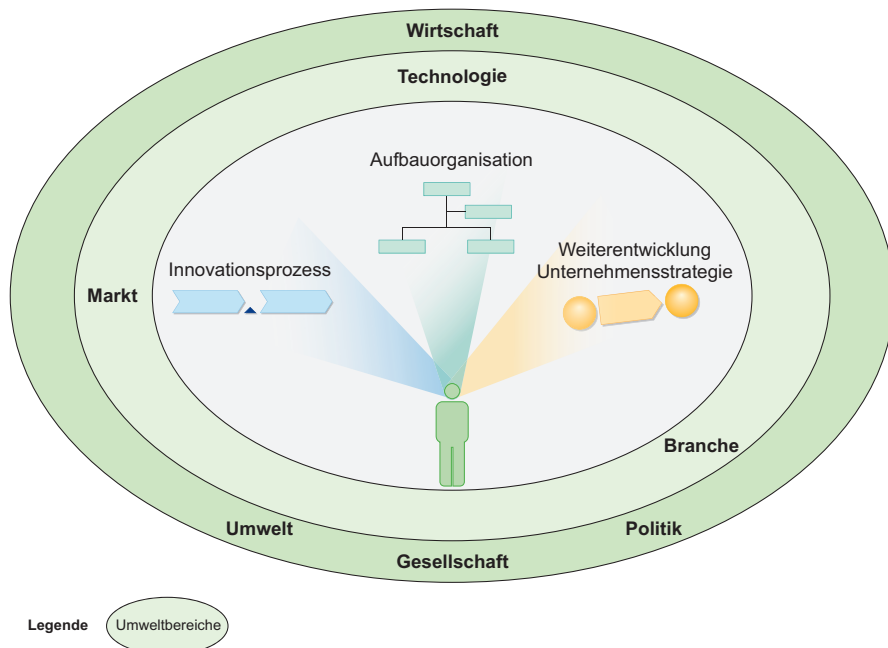 Wirtschaft
Technologie
Aufbauorganisation
Weiterentwicklung
Unternehmensstrategie
Innovationsprozess
Markt
Branche
Umwelt
Politik
Gesellschaft
Legende
Umweltbereiche